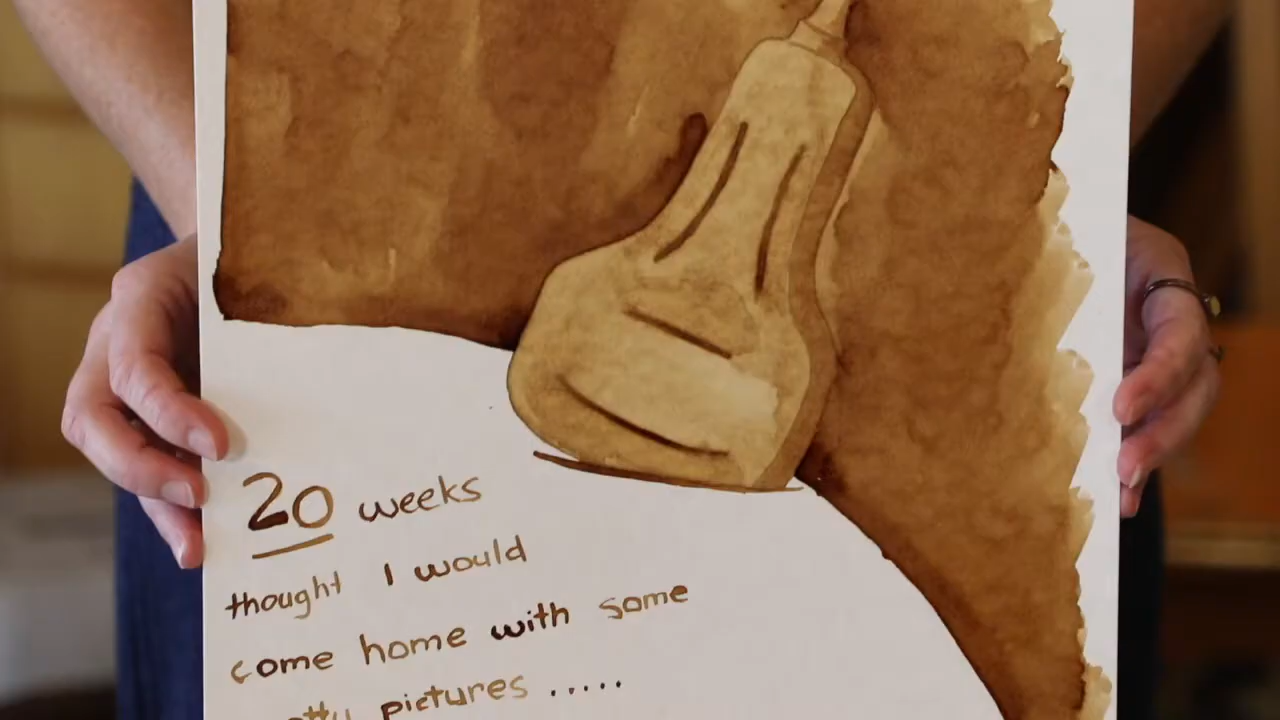 20 weeks
thought I would
come home with some
pictures .....